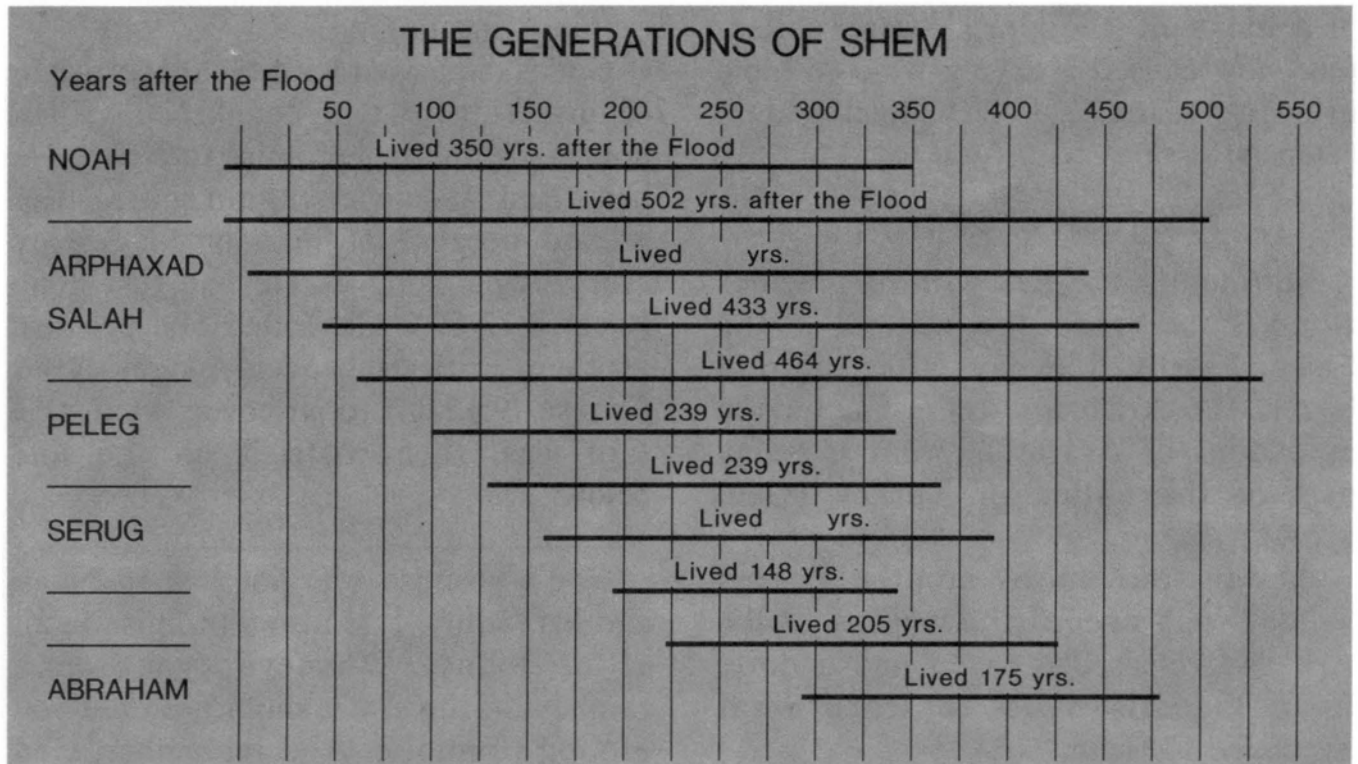 THE GENERATIONS OF SHEM
Years after the Flood
50 100 150 200 250 300 350 400 450 500 550
NOAH Lived 350 yrs. after the Flood
Lived 502 yrs. after the Flood
ARPHAXAD Lived yrs.
SALAH Lived 433 yrs.
Lived 464 yrs.
PELEG Lived 239 yrs.
Lived 239 yrs.
SERUG Lived yrs.
Lived 148 yrs.
Lived 205 yrs.
ABRAHAM Lived 175 yrs.